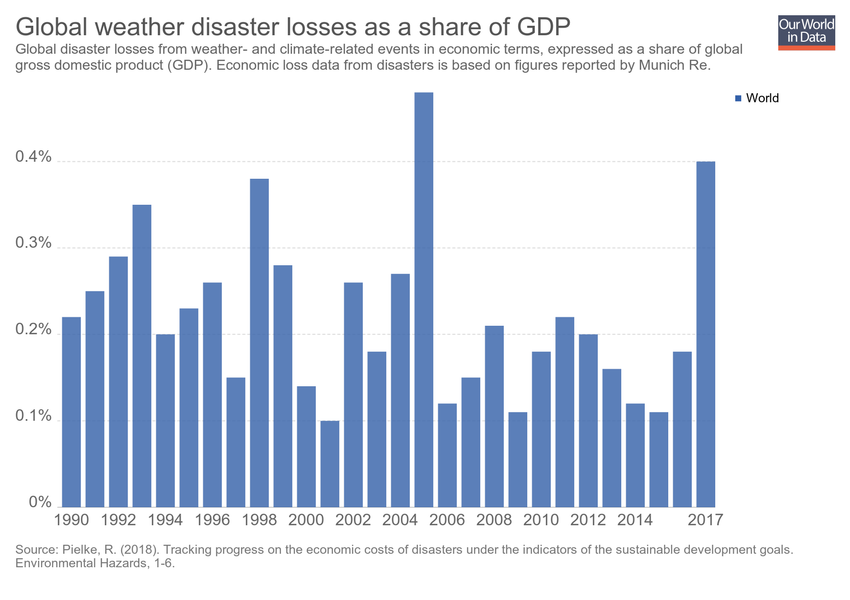 Global weather disaster losses as a share of GDP
Our World
in Data
Global disaster losses from weather- and climate-related events in economic terms, expressed as a share of global
gross domestic product (GDP). Economic loss data from disasters is based on figures reported by Munich Re.
World
0.4%
0.3%
0.2%
0.1%
0%
1990 1992 1994 1996 1998 2000 2002 2004 2006 2008 2010 2012 2014 2017
Source: Pielke, R. (2018). Tracking progress on the economic costs of disasters under the indicators of the sustainable development goals.
Environmental Hazards, 1-6.